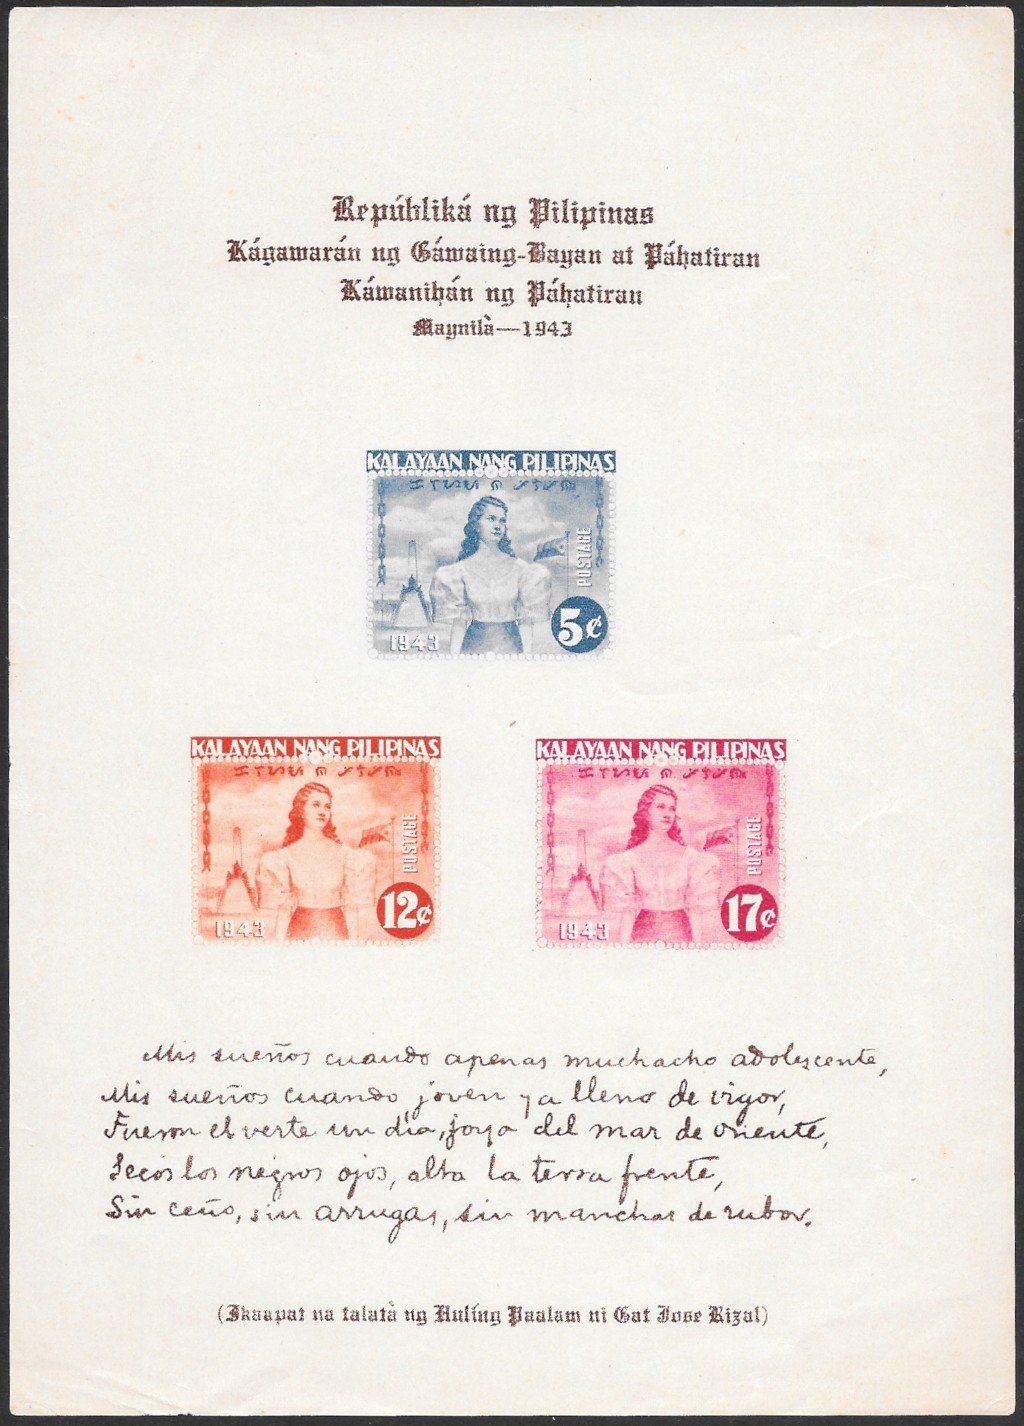 Repúbliká ng Pilipinas
Kágawarán ng Gáwaing-Bayan at Páhatiran
Káwanihán ng Páhatiran
Maynilà—1943
KALAYAAN NANG PILIPINAS
POSTAGE
5¢
1943
KALAYAAN NANG PILIPINAS
POSTAGE
12¢
1943
KALAYAAN NANG PILIPINAS
POSTAGE
17¢
1943
Mis sueños cuando apenas muchacho adolescente,
Mis sueños cuando joven ya lleno de vigor,
Fueron el verte un día, joya del mar de oriente,
Secos los negros ojos, alta la tersa frente,
Sin ceño, sin arrugas, sin manchas de rubor.
(Ikaapat na talatà ng Hulíng Paalam ni Gat Jose Rizal)